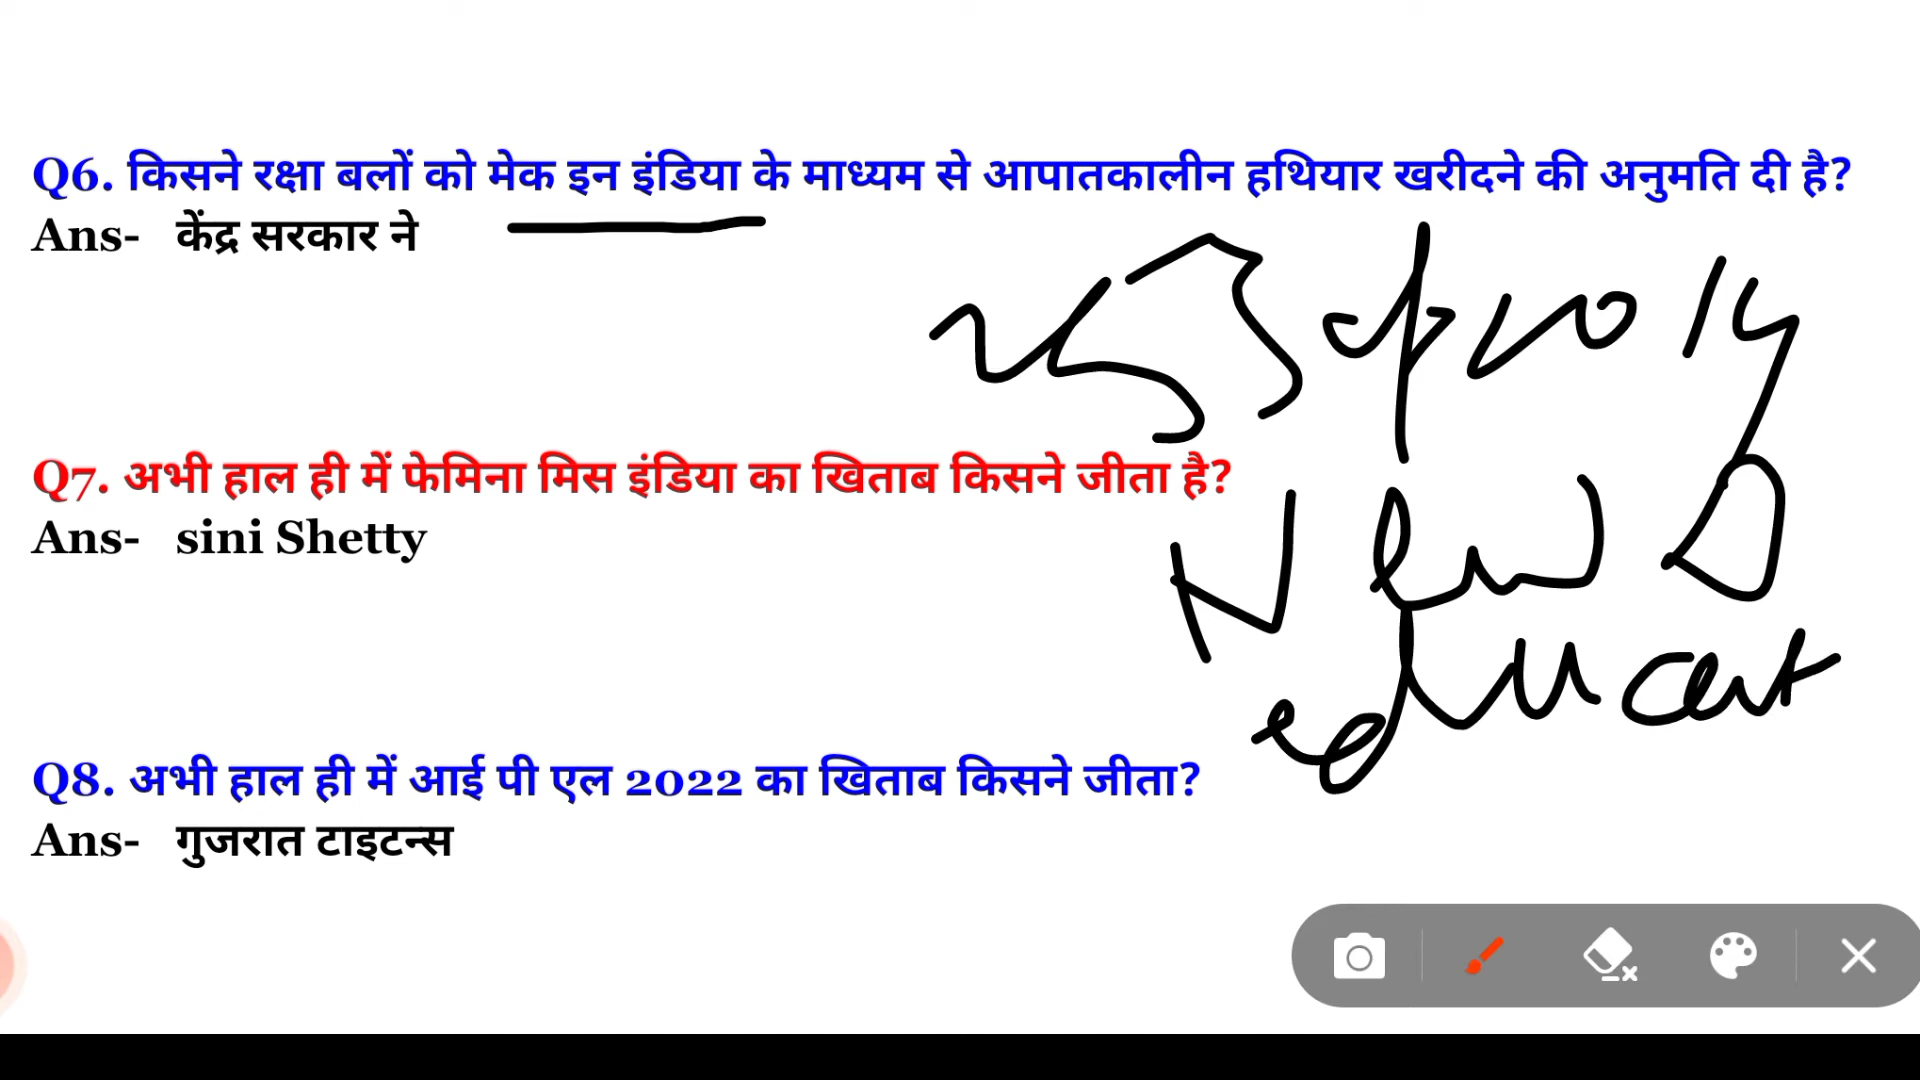 Q6. किसने रक्षा बलों को मेक इन इंडिया के माध्यम से आपातकालीन हथियार खरीदने की अनुमति दी है?
Ans- केंद्र सरकार ने
Q7. अभी हाल ही में फेमिना मिस इंडिया का खिताब किसने जीता है?
Ans- sini Shetty
New D
Q8. अभी हाल ही में आई पी एल 2022 का खिताब किसने जीता?
Ans- गुजरात टाइटन्स